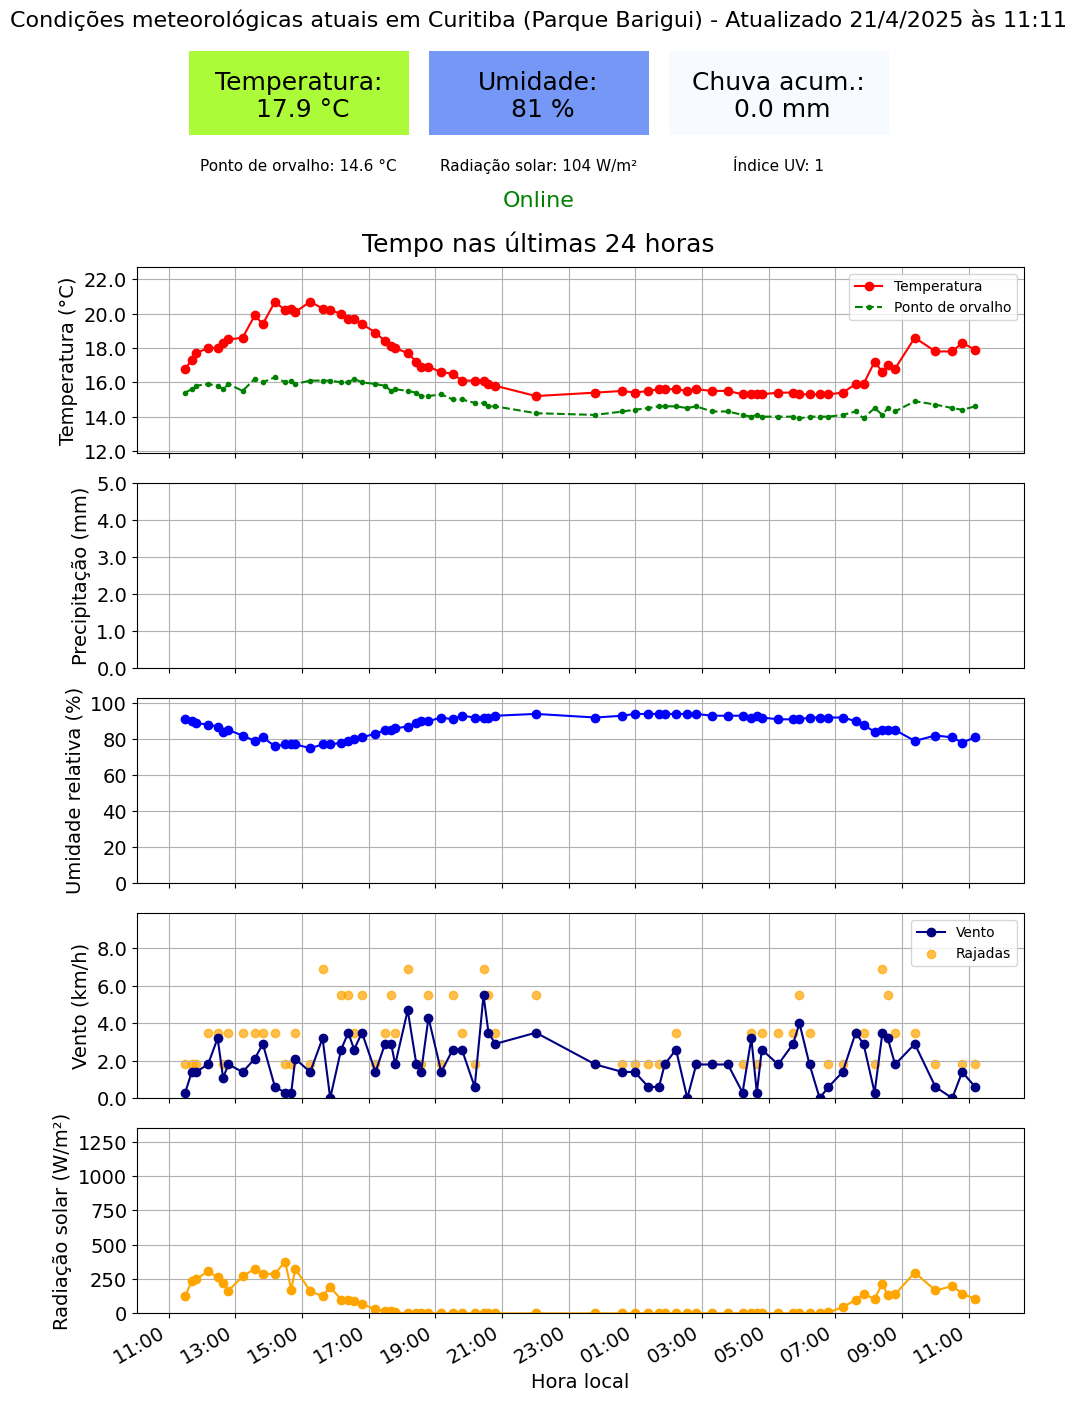 Condições meteorológicas atuais em Curitiba (Parque Barigui) - Atualizado 21/4/2025 às 11:11
Temperatura:
17.9 °C
Umidade:
81 %
Chuva acum.:
0.0 mm
Ponto de orvalho: 14.6 °C
Radiação solar: 104 W/m²
Índice UV: 1
Online
Tempo nas últimas 24 horas
Temperatura (°C)
22.0
20.0
18.0
16.0
14.0
12.0
Temperatura
Ponto de orvalho
Precipitação (mm)
5.0
4.0
3.0
2.0
1.0
0.0
Umidade relativa (%)
100
80
60
40
20
0
Vento (km/h)
8.0
6.0
4.0
2.0
0.0
Vento
Rajadas
Radiação solar (W/m²)
1250
1000
750
500
250
0
11:00
13:00
15:00
17:00
19:00
21:00
23:00
01:00
03:00
05:00
07:00
09:00
11:00
Hora local